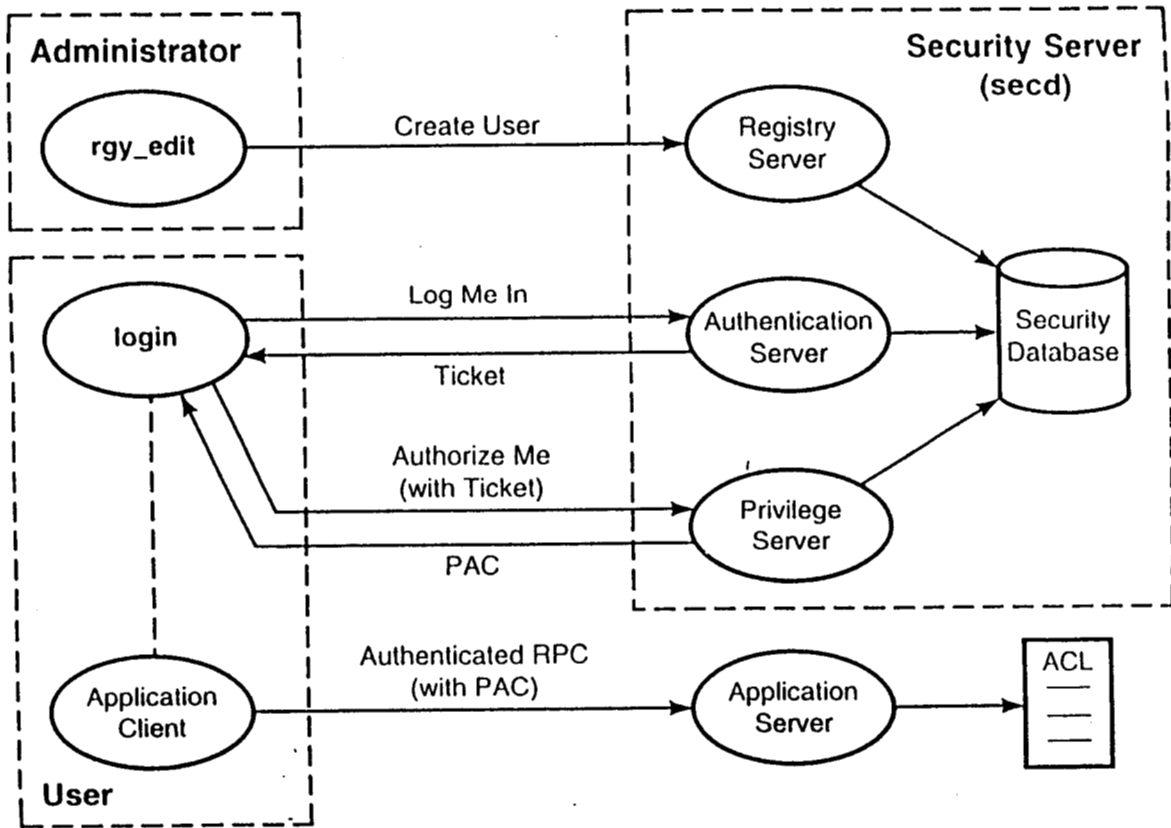 Administrator
rgy_edit
Create User
Security Server
(secd)
Registry
Server
login
Log Me In
Ticket
Authentication
Server
Security
Database
Authorize Me
(with Ticket)
PAC
Privilege
Server
Application
Client
User
Authenticated RPC
(with PAC)
Application
Server
ACL